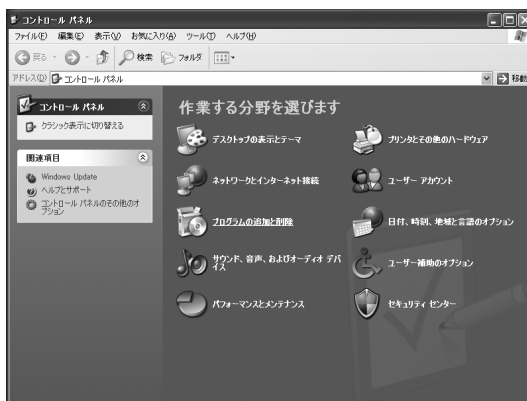 コントロール パネル
ファイル(F) 編集(E) 表示(V) お気に入り(A) ツール(T) ヘルプ(H)
戻る 検索 フォルダ
アドレス(D) コントロール パネル 移動
コントロール パネル
クラシック表示に切り替える
関連項目
Windows Update
ヘルプとサポート
コントロール パネルのその他のオ
プション
作業する分野を選びます
デスクトップの表示とテーマ
プリンタとその他のハードウェア
ネットワークとインターネット接続
ユーザー アカウント
プログラムの追加と削除
日付、時刻、地域と言語のオプション
サウンド、音声、およびオーディオ デバ
イス
ユーザー補助のオプション
パフォーマンスとメンテナンス
セキュリティ センター